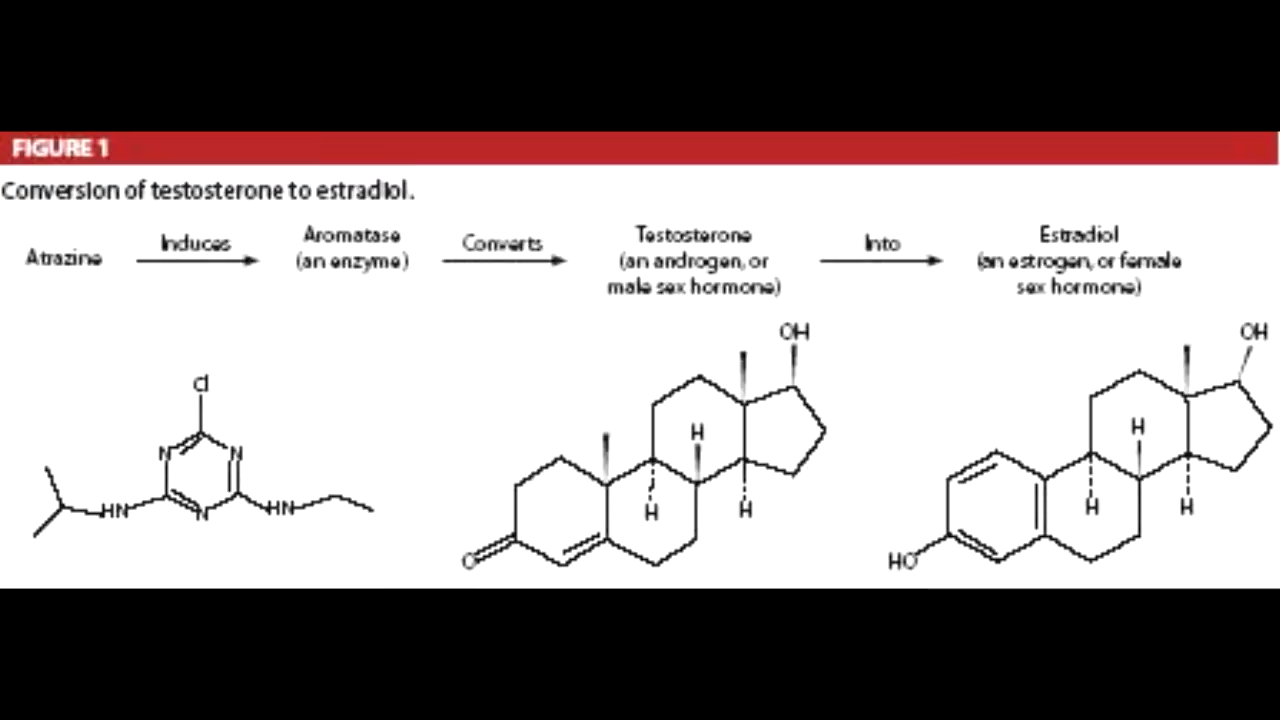 FIGURE 1
Conversion of testosterone to estradiol.
Atrazine
Induces
Aromatase
(an enzyme)
Converts
Testosterone
(an androgen, or
male sex hormone)
Into
Estradiol
(an estrogen, or female
sex hormone)
Cl
N
N
N
HN
HN
OH
H
H
H
O
OH
H
H
H
HO